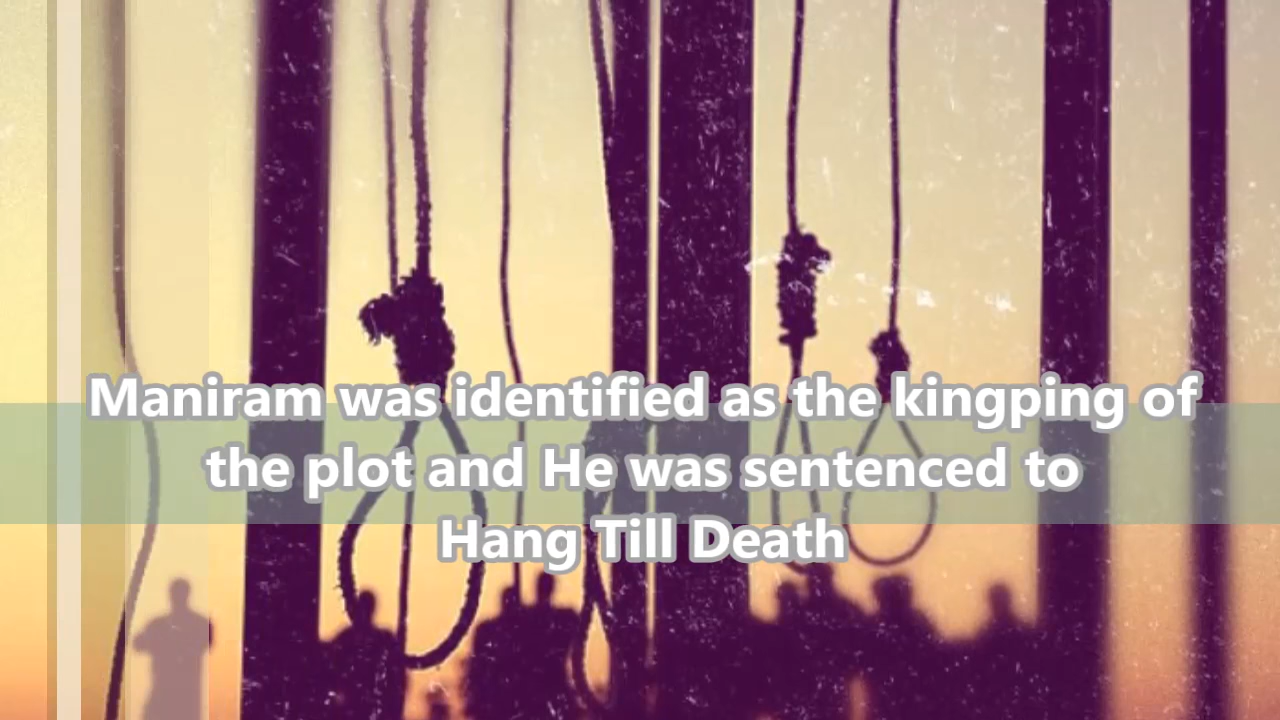 Maniram was identified as the kingping of
the plot and He was sentenced to
Hang Till Death